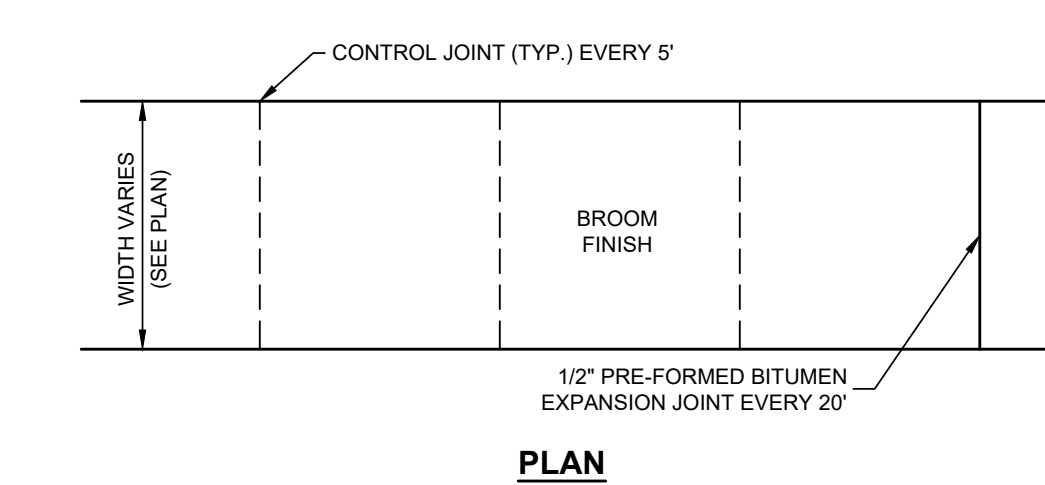 CONTROL JOINT (TYP.) EVERY 5'
WIDTH VARIES
(SEE PLAN)
BROOM
FINISH
1/2" PRE-FORMED BITUMEN
EXPANSION JOINT EVERY 20'
PLAN